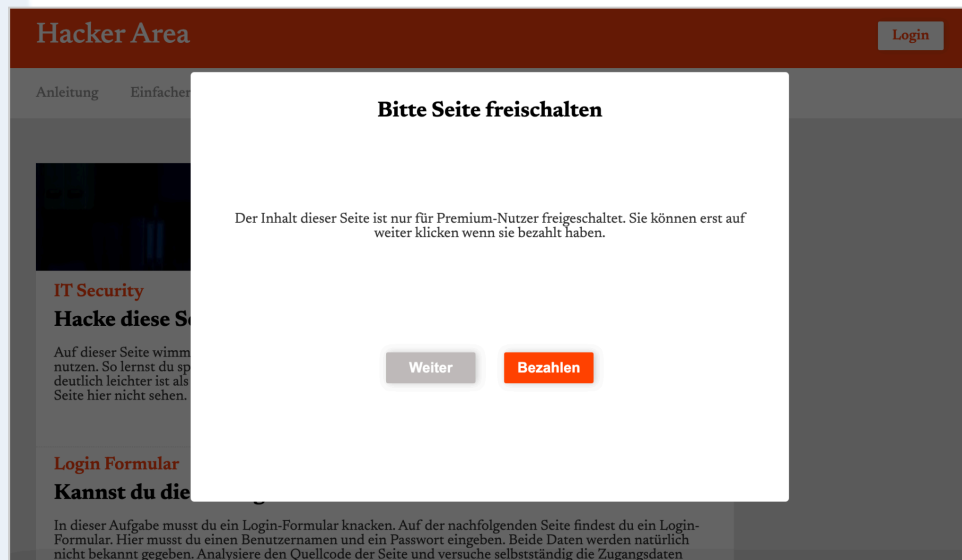 Hacker Area
Login
Anleitung Einfacher
Bitte Seite freischalten
Der Inhalt dieser Seite ist nur für Premium-Nutzer freigeschaltet. Sie können erst auf
weiter klicken wenn sie bezahlt haben.
Weiter Bezahlen
IT Security
Hacke diese
Auf dieser Seite
nutzen. So lernst du
deutlich leichter ist als
Seite hier nicht sehen.
Login Formular
Kannst du die
In dieser Aufgabe musst du ein Login-Formular knacken. Auf der nachfolgenden Seite findest du ein Login-
Formular. Hier musst du einen Benutzernamen und ein Passwort eingeben. Beide Daten werden natürlich
nicht bekannt gegeben. Analysiere den Quellcode der Seite und versuche selbstständig die Zugangsdaten